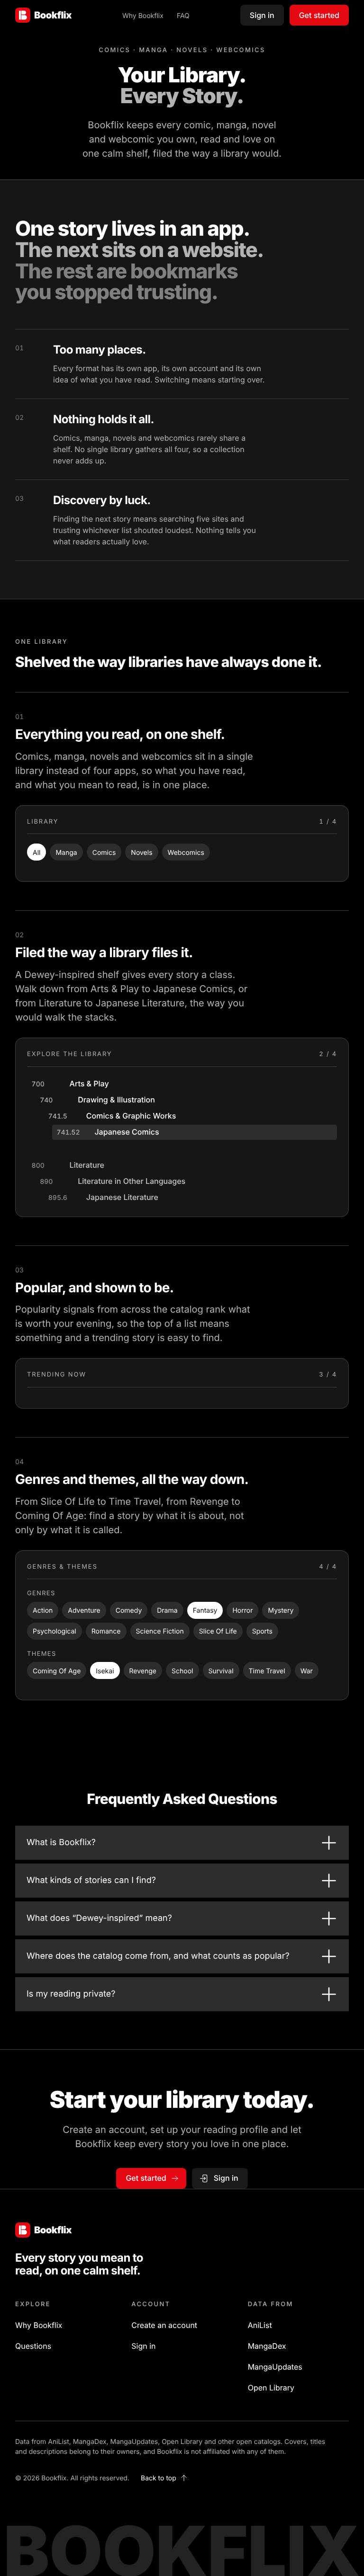 Bookflix
Why Bookflix
FAQ
Sign in
Get started
COMICS · MANGA · NOVELS · WEBCOMICS
Your Library.
Every Story.
Bookflix keeps every comic, manga, novel
and webcomic you own, read and love on
one calm shelf, filed the way a library would.
One story lives in an app.
The next sits on a website.
The rest are bookmarks
you stopped trusting.
01
Too many places.
Every format has its own app, its own account and its own
idea of what you have read. Switching means starting over.
02
Nothing holds it all.
Comics, manga, novels and webcomics rarely share a
shelf. No single library gathers all four, so a collection
never adds up.
03
Discovery by luck.
Finding the next story means searching five sites and
trusting whichever list shouted loudest. Nothing tells you
what readers actually love.
ONE LIBRARY
Shelved the way libraries have always done it.
01
Everything you read, on one shelf.
Comics, manga, novels and webcomics sit in a single
library instead of four apps, so what you have read,
and what you mean to read, is in one place.
LIBRARY
1 / 4
All
Manga
Comics
Novels
Webcomics
02
Filed the way a library files it.
A Dewey-inspired shelf gives every story a class.
Walk down from Arts & Play to Japanese Comics, or
from Literature to Japanese Literature, the way you
would walk the stacks.
EXPLORE THE LIBRARY
2 / 4
700 Arts & Play
740 Drawing & Illustration
741.5 Comics & Graphic Works
741.52 Japanese Comics
800 Literature
890 Literature in Other Languages
895.6 Japanese Literature
03
Popular, and shown to be.
Popularity signals from across the catalog rank what
is worth your evening, so the top of a list means
something and a trending story is easy to find.
TRENDING NOW
3 / 4
04
Genres and themes, all the way down.
From Slice Of Life to Time Travel, from Revenge to
Coming Of Age: find a story by what it is about, not
only by what it is called.
GENRES & THEMES
4 / 4
GENRES
Action
Adventure
Comedy
Drama
Fantasy
Horror
Mystery
Psychological
Romance
Science Fiction
Slice Of Life
Sports
THEMES
Coming Of Age
Isekai
Revenge
School
Survival
Time Travel
War
Frequently Asked Questions
What is Bookflix?
What kinds of stories can I find?
What does “Dewey-inspired” mean?
Where does the catalog come from, and what counts as popular?
Is my reading private?
Start your library today.
Create an account, set up your reading profile and let
Bookflix keep every story you love in one place.
Get started →
Sign in
Bookflix
Every story you mean to
read, on one calm shelf.
EXPLORE
Why Bookflix
Questions
ACCOUNT
Create an account
Sign in
DATA FROM
AniList
MangaDex
MangaUpdates
Open Library
Data from AniList, MangaDex, MangaUpdates, Open Library and other open catalogs. Covers, titles
and descriptions belong to their owners, and Bookflix is not affiliated with any of them.
© 2026 Bookflix. All rights reserved.
Back to top ↑
BOOKFLIX